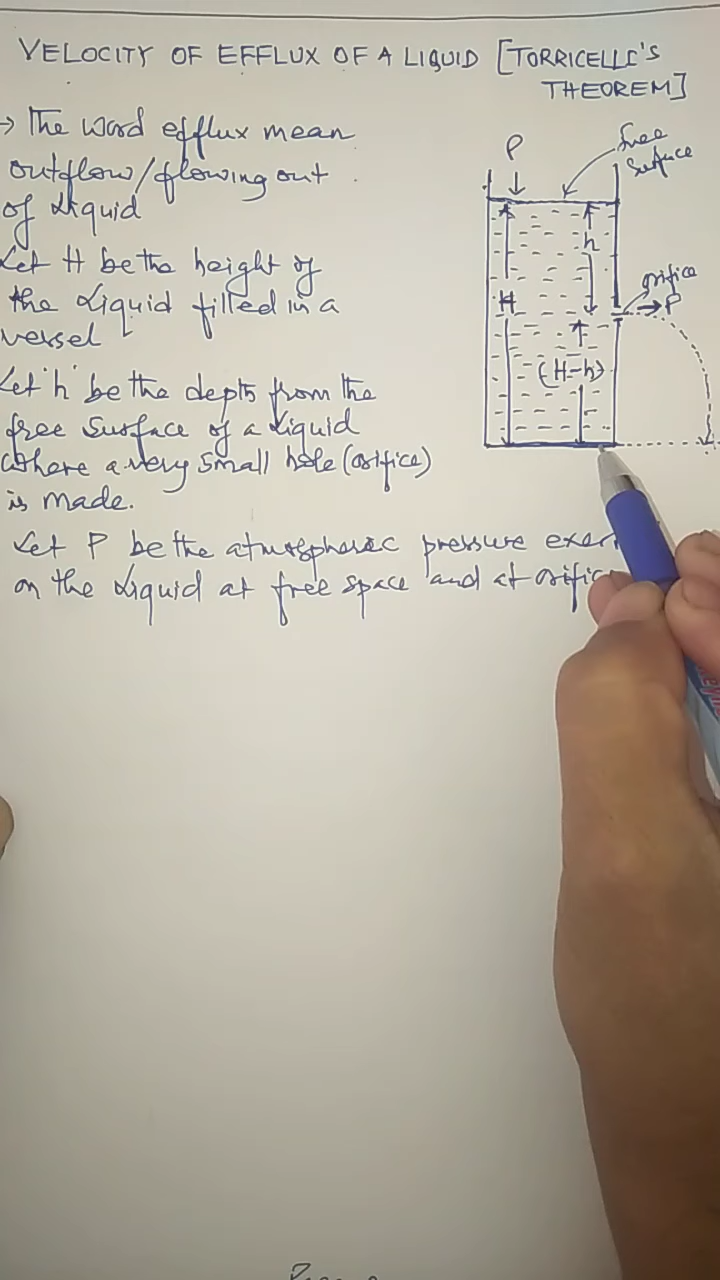 VELOCITY OF EFFLUX OF A LIQUID [TORRICELLI'S
THEOREM]
→ The word efflux mean
outflow/flowing out
of Liquid
Let H be the height of
the Liquid filled in a
vessel
Let 'h' be the depth from the
free surface of a Liquid
where a very small hole (orifice)
is made.
Let P be the atmospheric pressure exer
on the Liquid at free space and at orific
P
free
surface
h
orifice
H
P
(H-h)